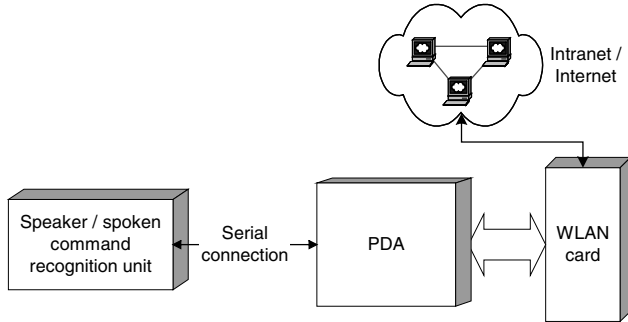 Intranet /
Internet
Speaker / spoken
command
recognition unit
Serial
connection
PDA
WLAN
card